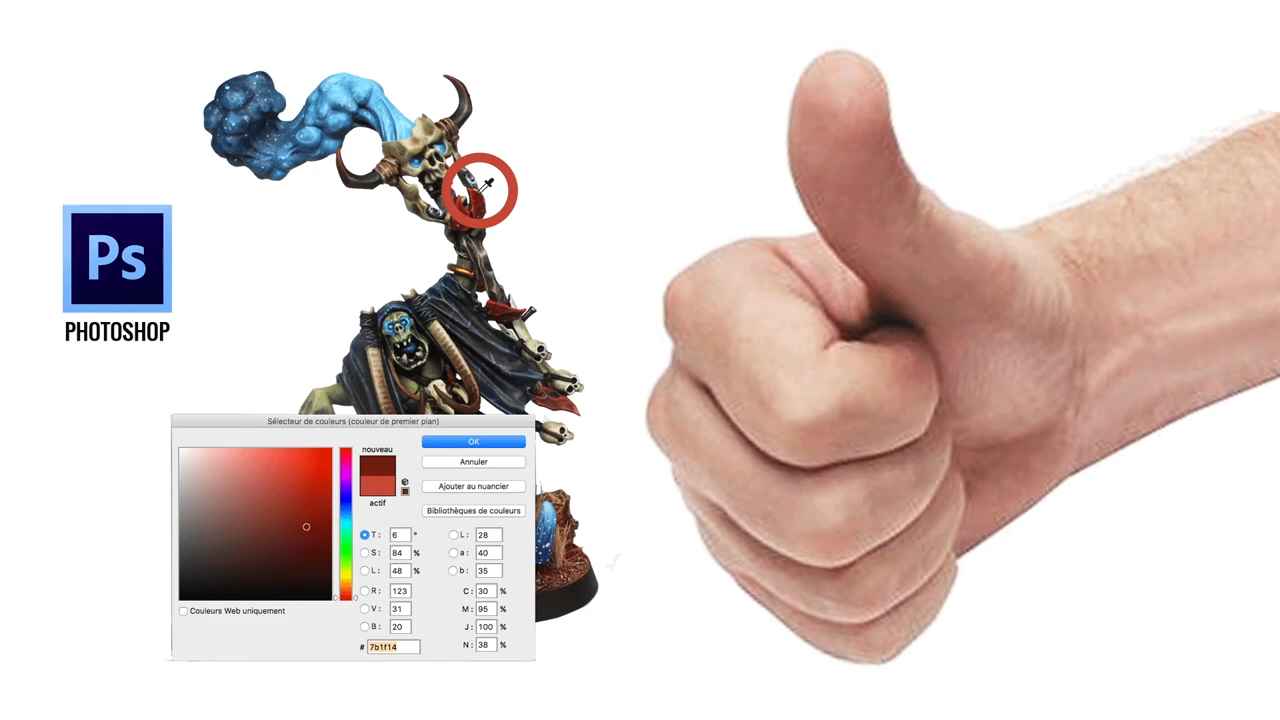 Ps
PHOTOSHOP
Sélecteur de couleurs (couleur de premier plan)
nouveau
actif
OK
Annuler
Ajouter au nuancier
Bibliothèques de couleurs
T : 6 °
S : 84 %
L : 48 %
R : 123
V : 31
B : 20
# 7b1f14
L : 28
a : 40
b : 35
C : 30 %
M : 95 %
J : 100 %
N : 38 %
Couleurs Web uniquement